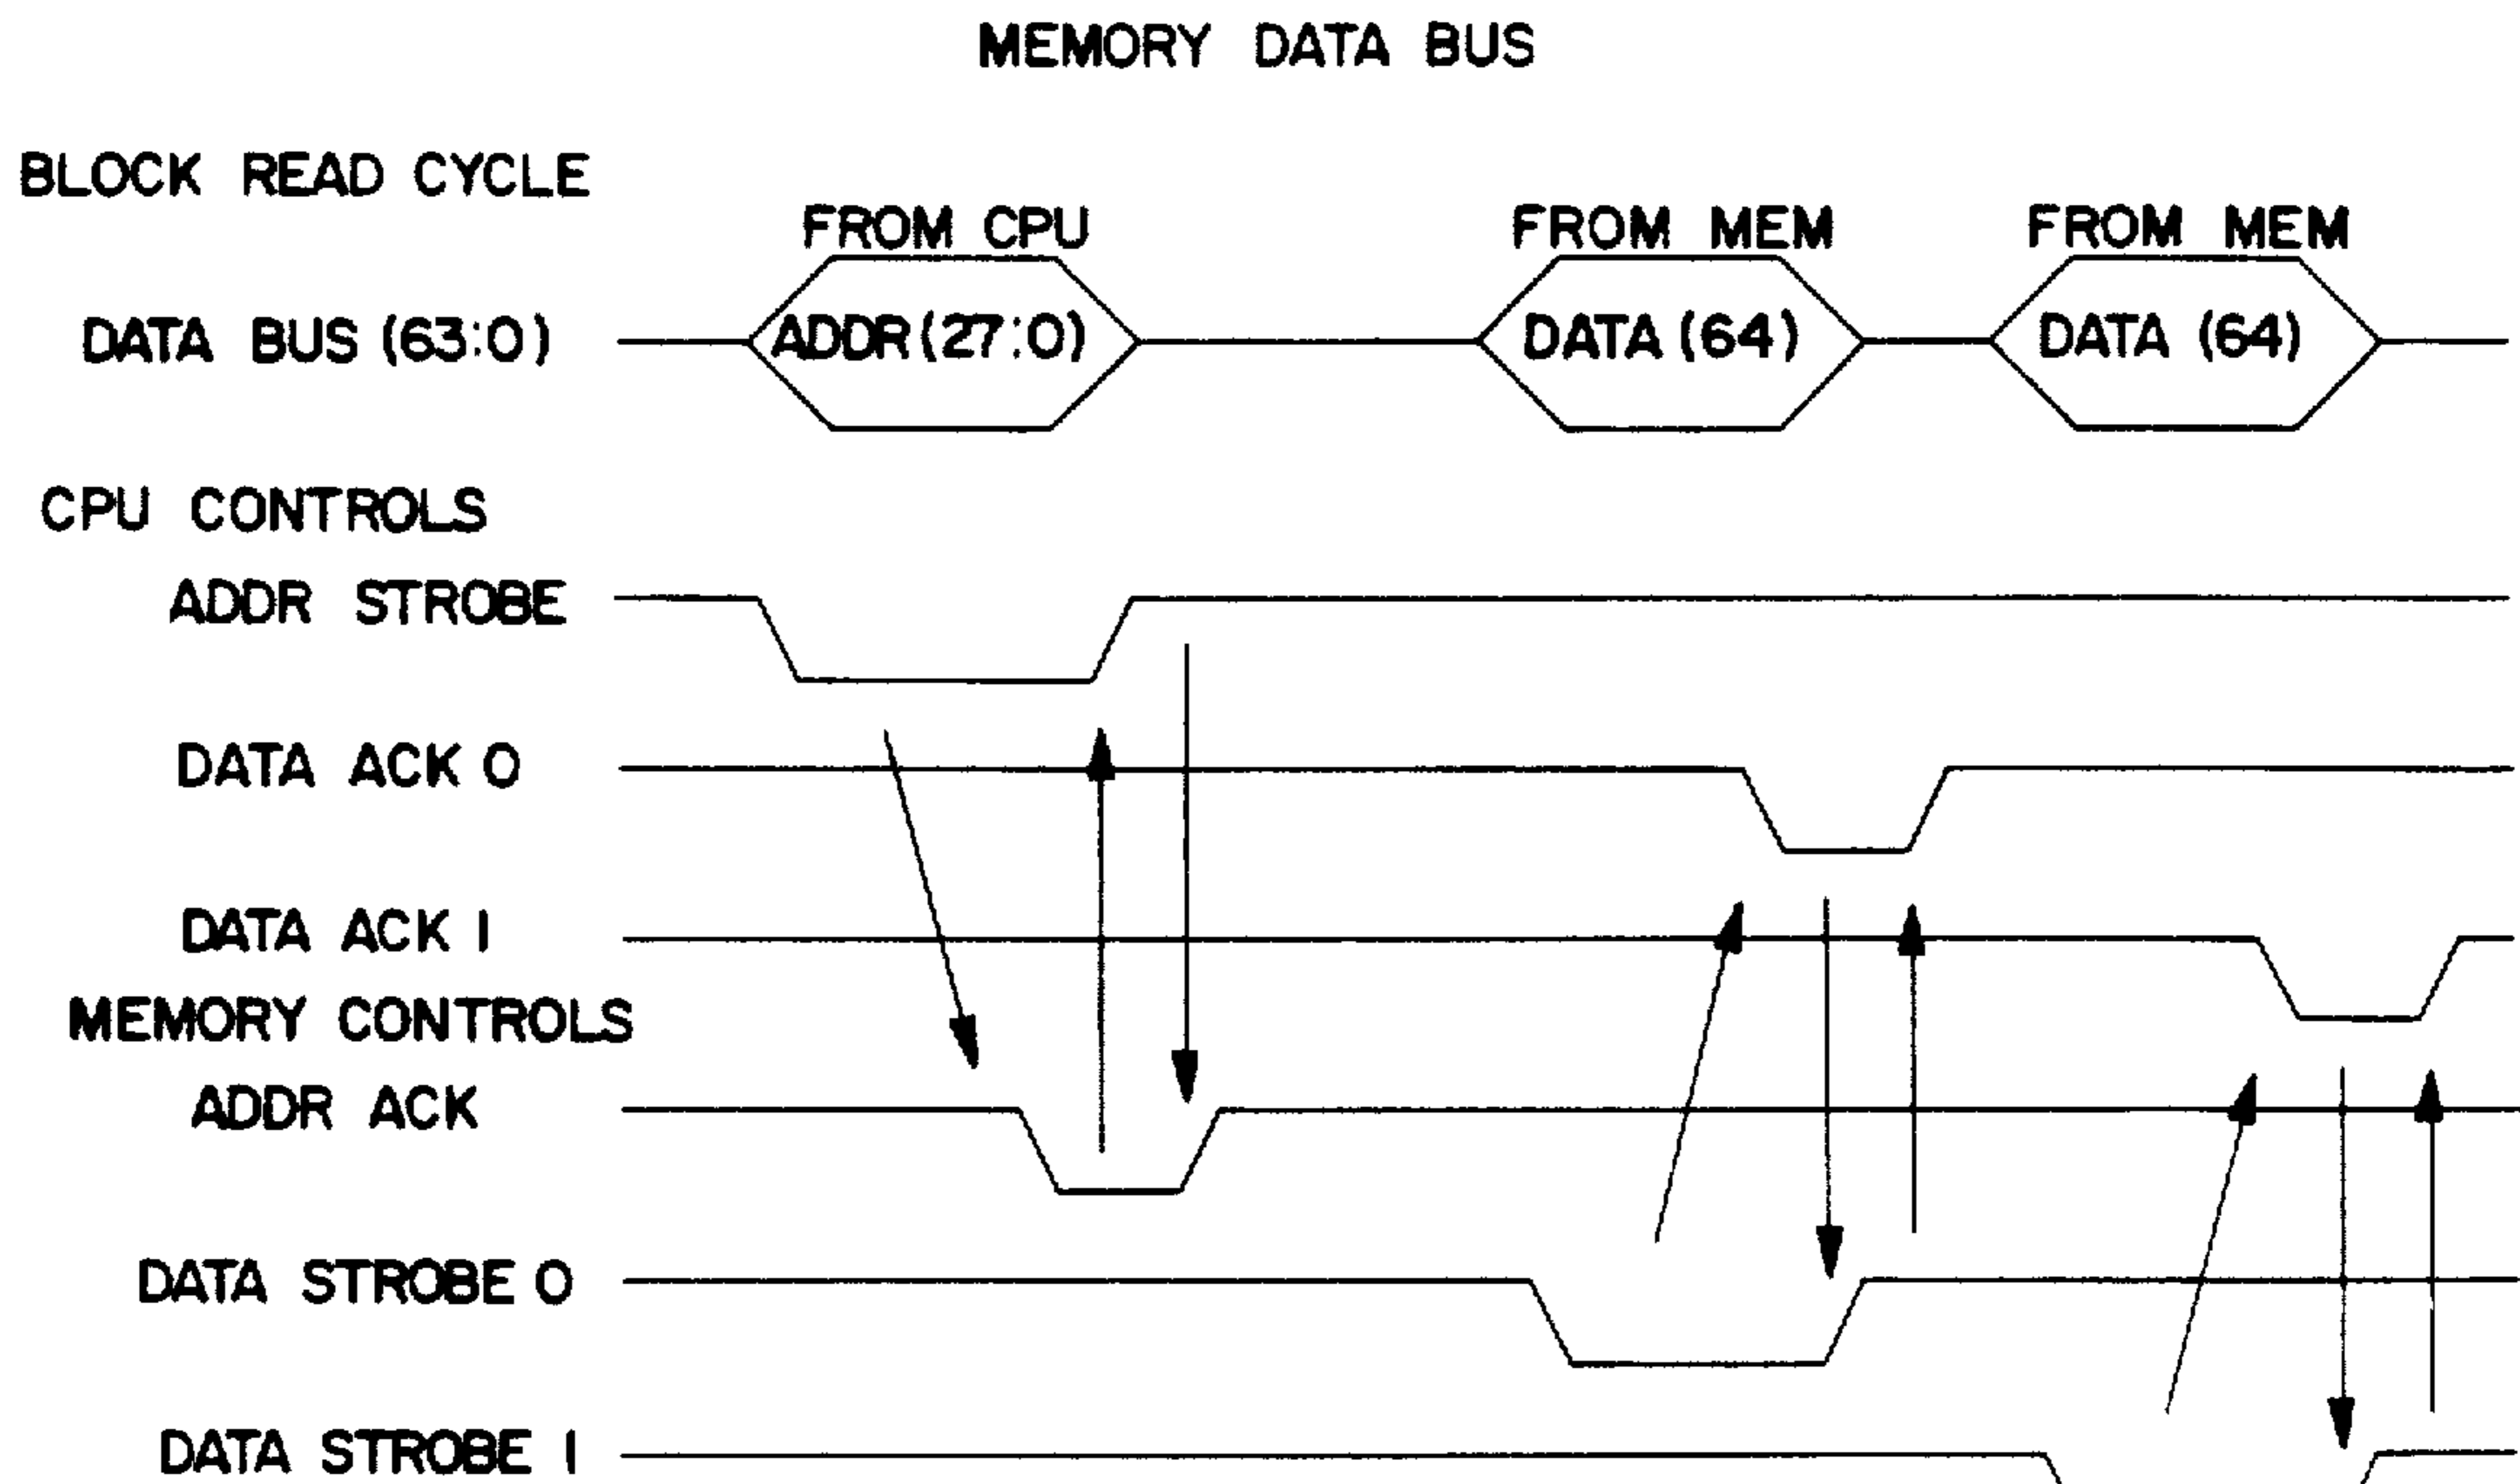 MEMORY DATA BUS
BLOCK READ CYCLE
FROM CPU FROM MEM FROM MEM
DATA BUS (63:0) ADDR (27:0) DATA (64) DATA (64)
CPU CONTROLS
ADDR STROBE
DATA ACK 0
DATA ACK 1
MEMORY CONTROLS
ADDR ACK
DATA STROBE 0
DATA STROBE 1